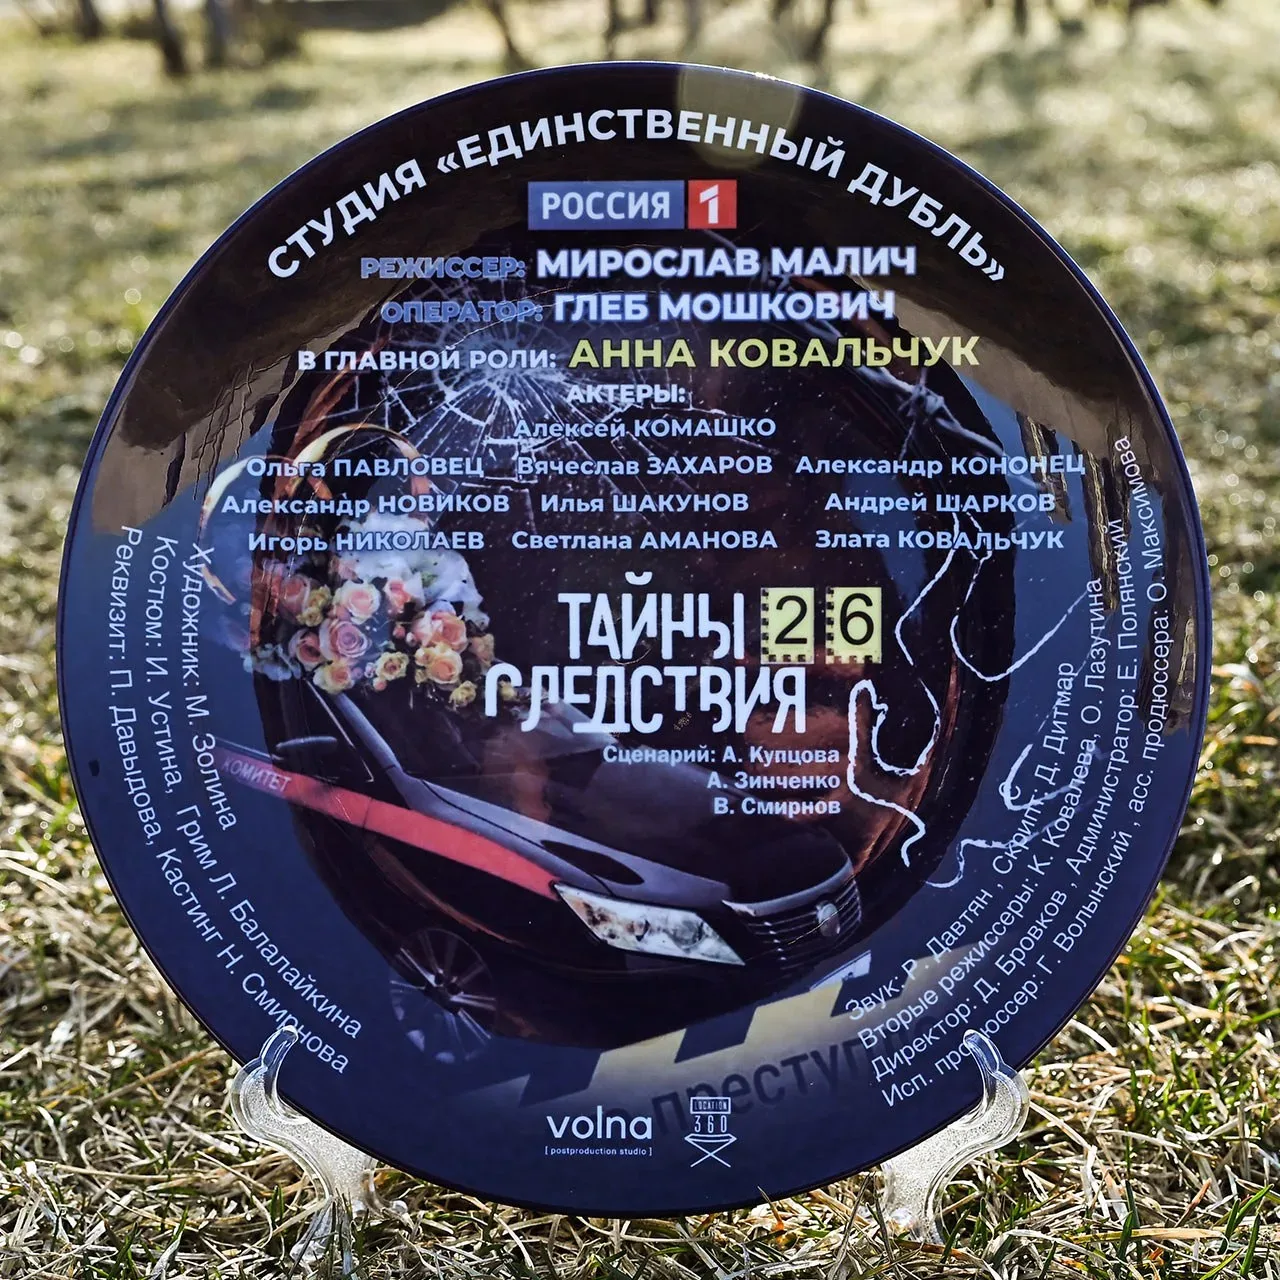 СТУДИЯ «ЕДИНСТВЕННЫЙ ДУБЛЬ»
РОССИЯ 1
РЕЖИССЕР: МИРОСЛАВ МАЛИЧ
ОПЕРАТОР: ГЛЕБ МОШКОВИЧ
В ГЛАВНОЙ РОЛИ: АННА КОВАЛЬЧУК
АКТЕРЫ:
Алексей КОМАШКО
Ольга ПАВЛОВЕЦ Вячеслав ЗАХАРОВ Александр КОНОНЕЦ
Александр НОВИКОВ Илья ШАКУНОВ Андрей ШАРКОВ
Игорь НИКОЛАЕВ Светлана АМАНОВА Злата КОВАЛЬЧУК
ТАЙНЫ 26
СЛЕДСТВИЯ
Сценарий: А. Купцова
А. Зинченко
В. Смирнов
Художник: М. Золина
Костюм: И. Устина, Грим Л. Балалайкина
Реквизит: П. Давыдова, Кастинг Н. Смирнова
Звук: Р. Давтян , Скрипт: Д. Дитмар
Вторые режиссеры: К. Ковалева, О. Лазутина
Директор: Д. Бровков , Администратор: Е. Полянский
Исп. продюссер: Г. Волынский , асс. продюссера: О. Максимова
КОМИТЕТ
преступ
volna
[ postproduction studio ]
LOCATION
360